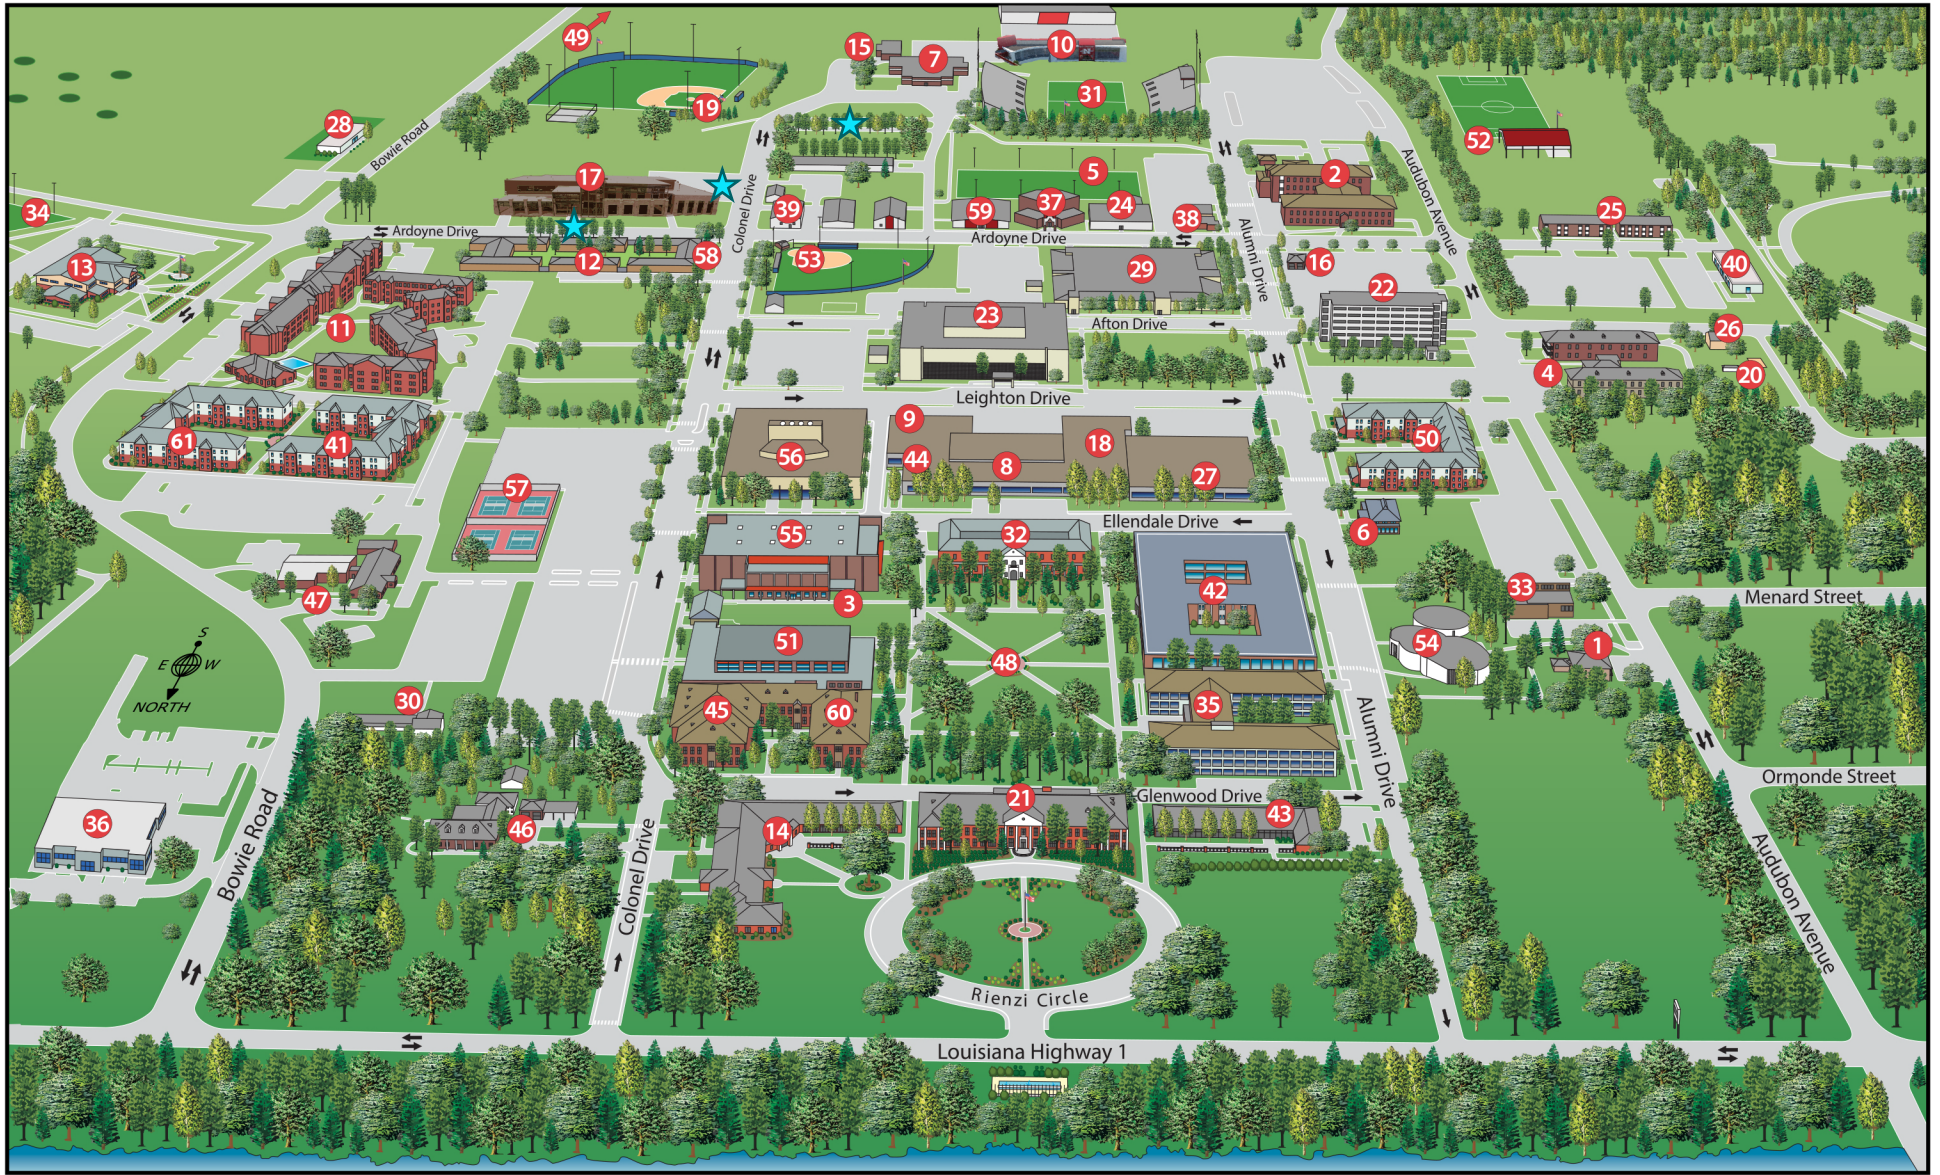 49
15
7
10
31
19
28
52
17
5
2
Bowie Road
Colonel Drive
39
59
37
24
38
34
25
Audubon Avenue
Ardoyne Drive
Ardoyne Drive
Alumni Drive
13
12
58
53
29
16
40
22
11
23
Afton Drive
26
4
20
Leighton Drive
61
41
9
44
8
18
27
50
56
57
Ellendale Drive
55
32
6
42
33
47
3
Menard Street
S
E W
NORTH
51
48
54
1
30
45
60
35
Alumni Drive
Ormonde Street
36
46
14
21
Glenwood Drive
43
Bowie Road
Colonel Drive
Audubon Avenue
Rienzi Circle
Louisiana Highway 1